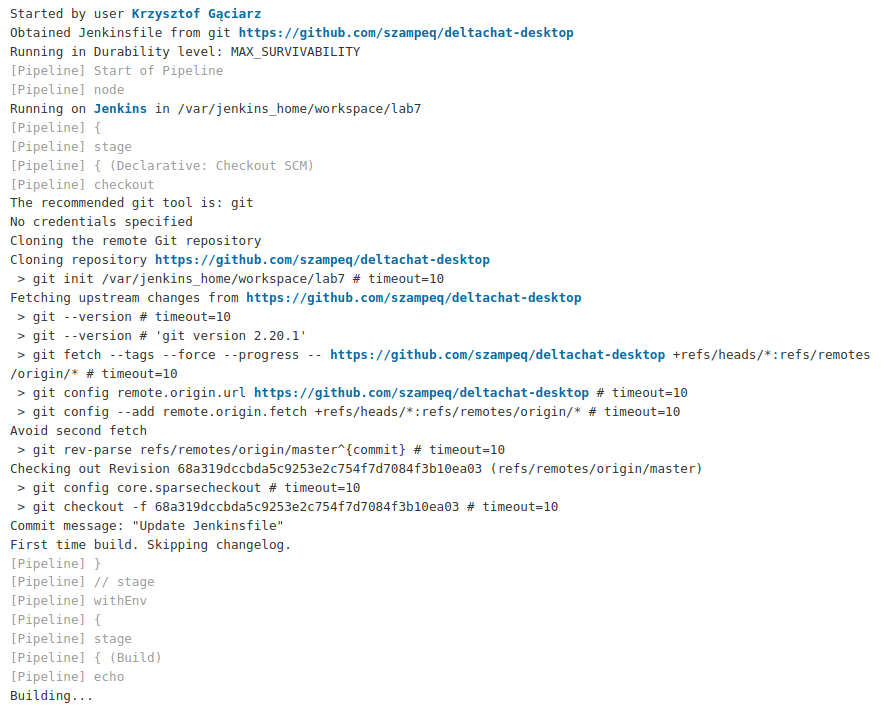 Started by user Krzysztof Gąciarz
Obtained Jenkinsfile from git https://github.com/szampeq/deltachat-desktop
Running in Durability level: MAX_SURVIVABILITY
[Pipeline] Start of Pipeline
[Pipeline] node
Running on Jenkins in /var/jenkins_home/workspace/lab7
[Pipeline] {
[Pipeline] stage
[Pipeline] { (Declarative: Checkout SCM)
[Pipeline] checkout
The recommended git tool is: git
No credentials specified
Cloning the remote Git repository
Cloning repository https://github.com/szampeq/deltachat-desktop
 > git init /var/jenkins_home/workspace/lab7 # timeout=10
Fetching upstream changes from https://github.com/szampeq/deltachat-desktop
 > git --version # timeout=10
 > git --version # 'git version 2.20.1'
 > git fetch --tags --force --progress -- https://github.com/szampeq/deltachat-desktop +refs/heads/*:refs/remotes
/origin/* # timeout=10
 > git config remote.origin.url https://github.com/szampeq/deltachat-desktop # timeout=10
 > git config --add remote.origin.fetch +refs/heads/*:refs/remotes/origin/* # timeout=10
Avoid second fetch
 > git rev-parse refs/remotes/origin/master^{commit} # timeout=10
Checking out Revision 68a319dccbda5c9253e2c754f7d7084f3b10ea03 (refs/remotes/origin/master)
 > git config core.sparsecheckout # timeout=10
 > git checkout -f 68a319dccbda5c9253e2c754f7d7084f3b10ea03 # timeout=10
Commit message: "Update Jenkinsfile"
First time build. Skipping changelog.
[Pipeline] }
[Pipeline] // stage
[Pipeline] withEnv
[Pipeline] {
[Pipeline] stage
[Pipeline] { (Build)
[Pipeline] echo
Building...